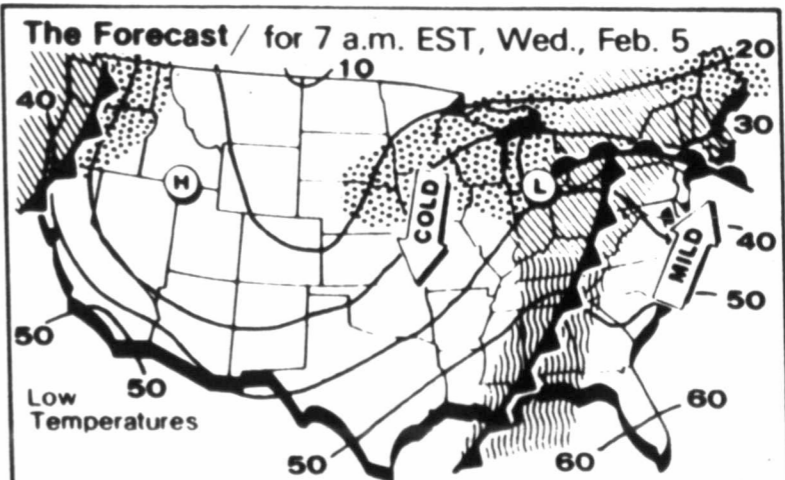 The Forecast / for 7 a.m. EST, Wed., Feb. 5
20
10
40
30
H
COLD
L
MILD
40
50
50
50
Low
Temperatures
60
50
60